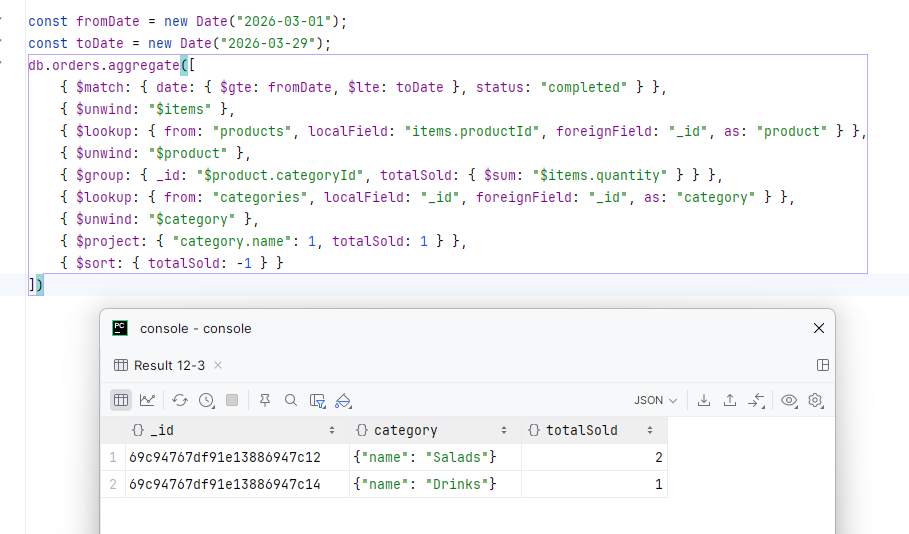 const fromDate = new Date("2026-03-01");
const toDate = new Date("2026-03-29");
db.orders.aggregate([
    { $match: { date: { $gte: fromDate, $lte: toDate }, status: "completed" } },
    { $unwind: "$items" },
    { $lookup: { from: "products", localField: "items.productId", foreignField: "_id", as: "product" } },
    { $unwind: "$product" },
    { $group: { _id: "$product.categoryId", totalSold: { $sum: "$items.quantity" } } },
    { $lookup: { from: "categories", localField: "_id", foreignField: "_id", as: "category" } },
    { $unwind: "$category" },
    { $project: { "category.name": 1, totalSold: 1 } },
    { $sort: { totalSold: -1 } }
])
PC console - console
Result 12-3
JSON
{} _id {} category {} totalSold
1 69c94767df91e13886947c12 {"name": "Salads"} 2
2 69c94767df91e13886947c14 {"name": "Drinks"} 1